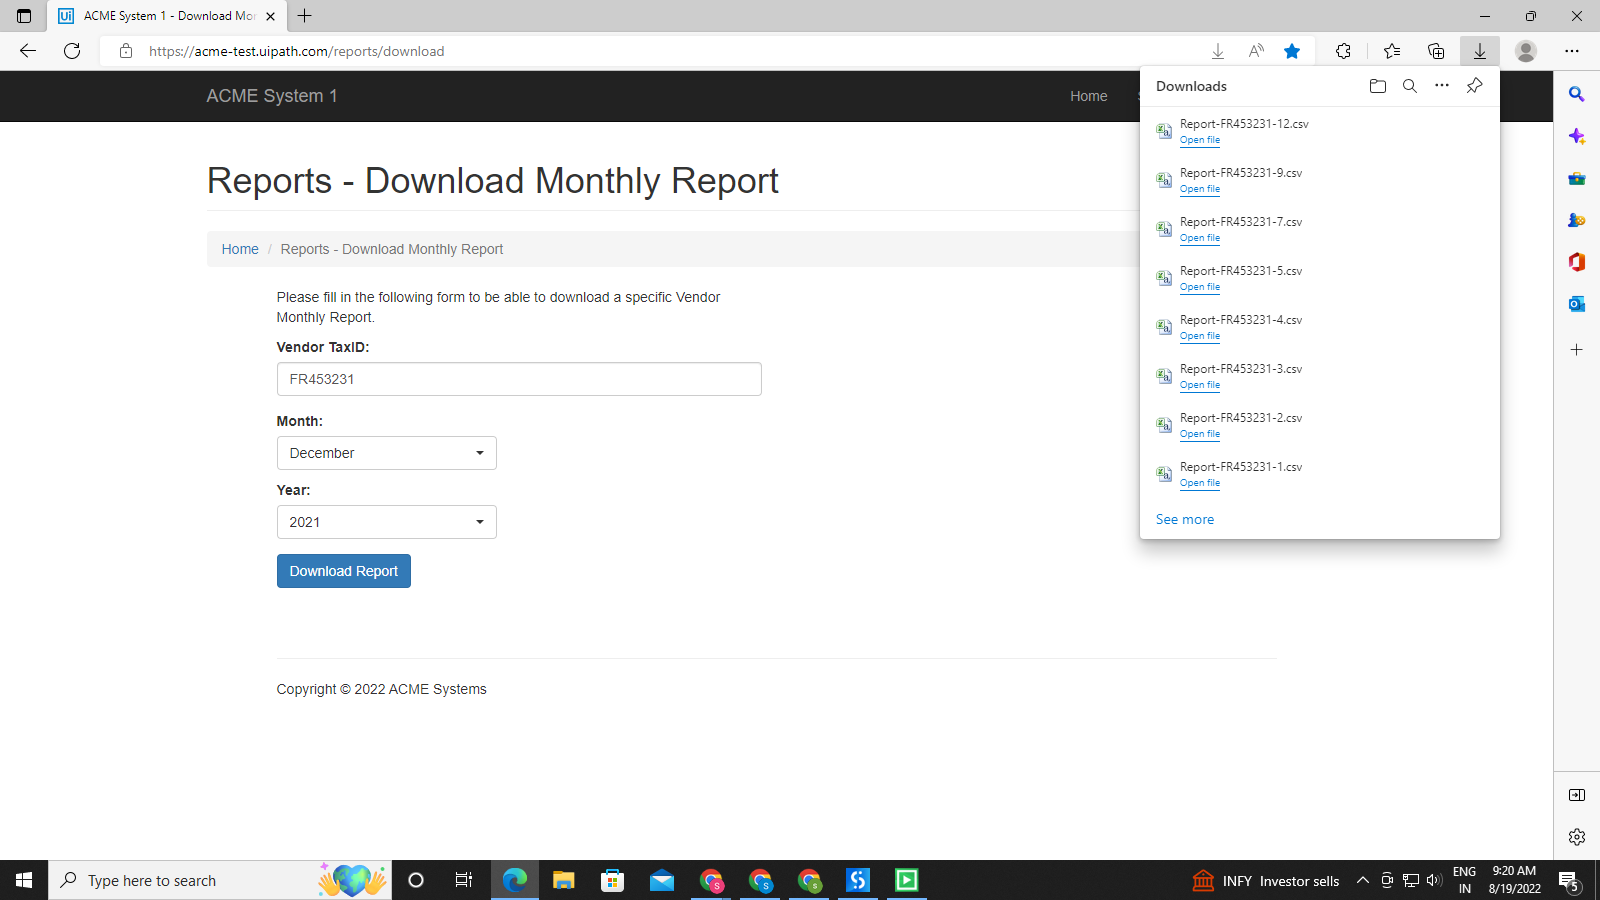 Ui ACME System 1 - Download Mon
https://acme-test.uipath.com/reports/download
ACME System 1
Home
Reports - Download Monthly Report
Home / Reports - Download Monthly Report
Please fill in the following form to be able to download a specific Vendor
Monthly Report.
Vendor TaxID:
FR453231
Month:
December
Year:
2021
Download Report
Copyright © 2022 ACME Systems
Downloads
Report-FR453231-12.csv
Open file
Report-FR453231-9.csv
Open file
Report-FR453231-7.csv
Open file
Report-FR453231-5.csv
Open file
Report-FR453231-4.csv
Open file
Report-FR453231-3.csv
Open file
Report-FR453231-2.csv
Open file
Report-FR453231-1.csv
Open file
See more
Type here to search
INFY Investor sells
ENG
IN
9:20 AM
8/19/2022
5